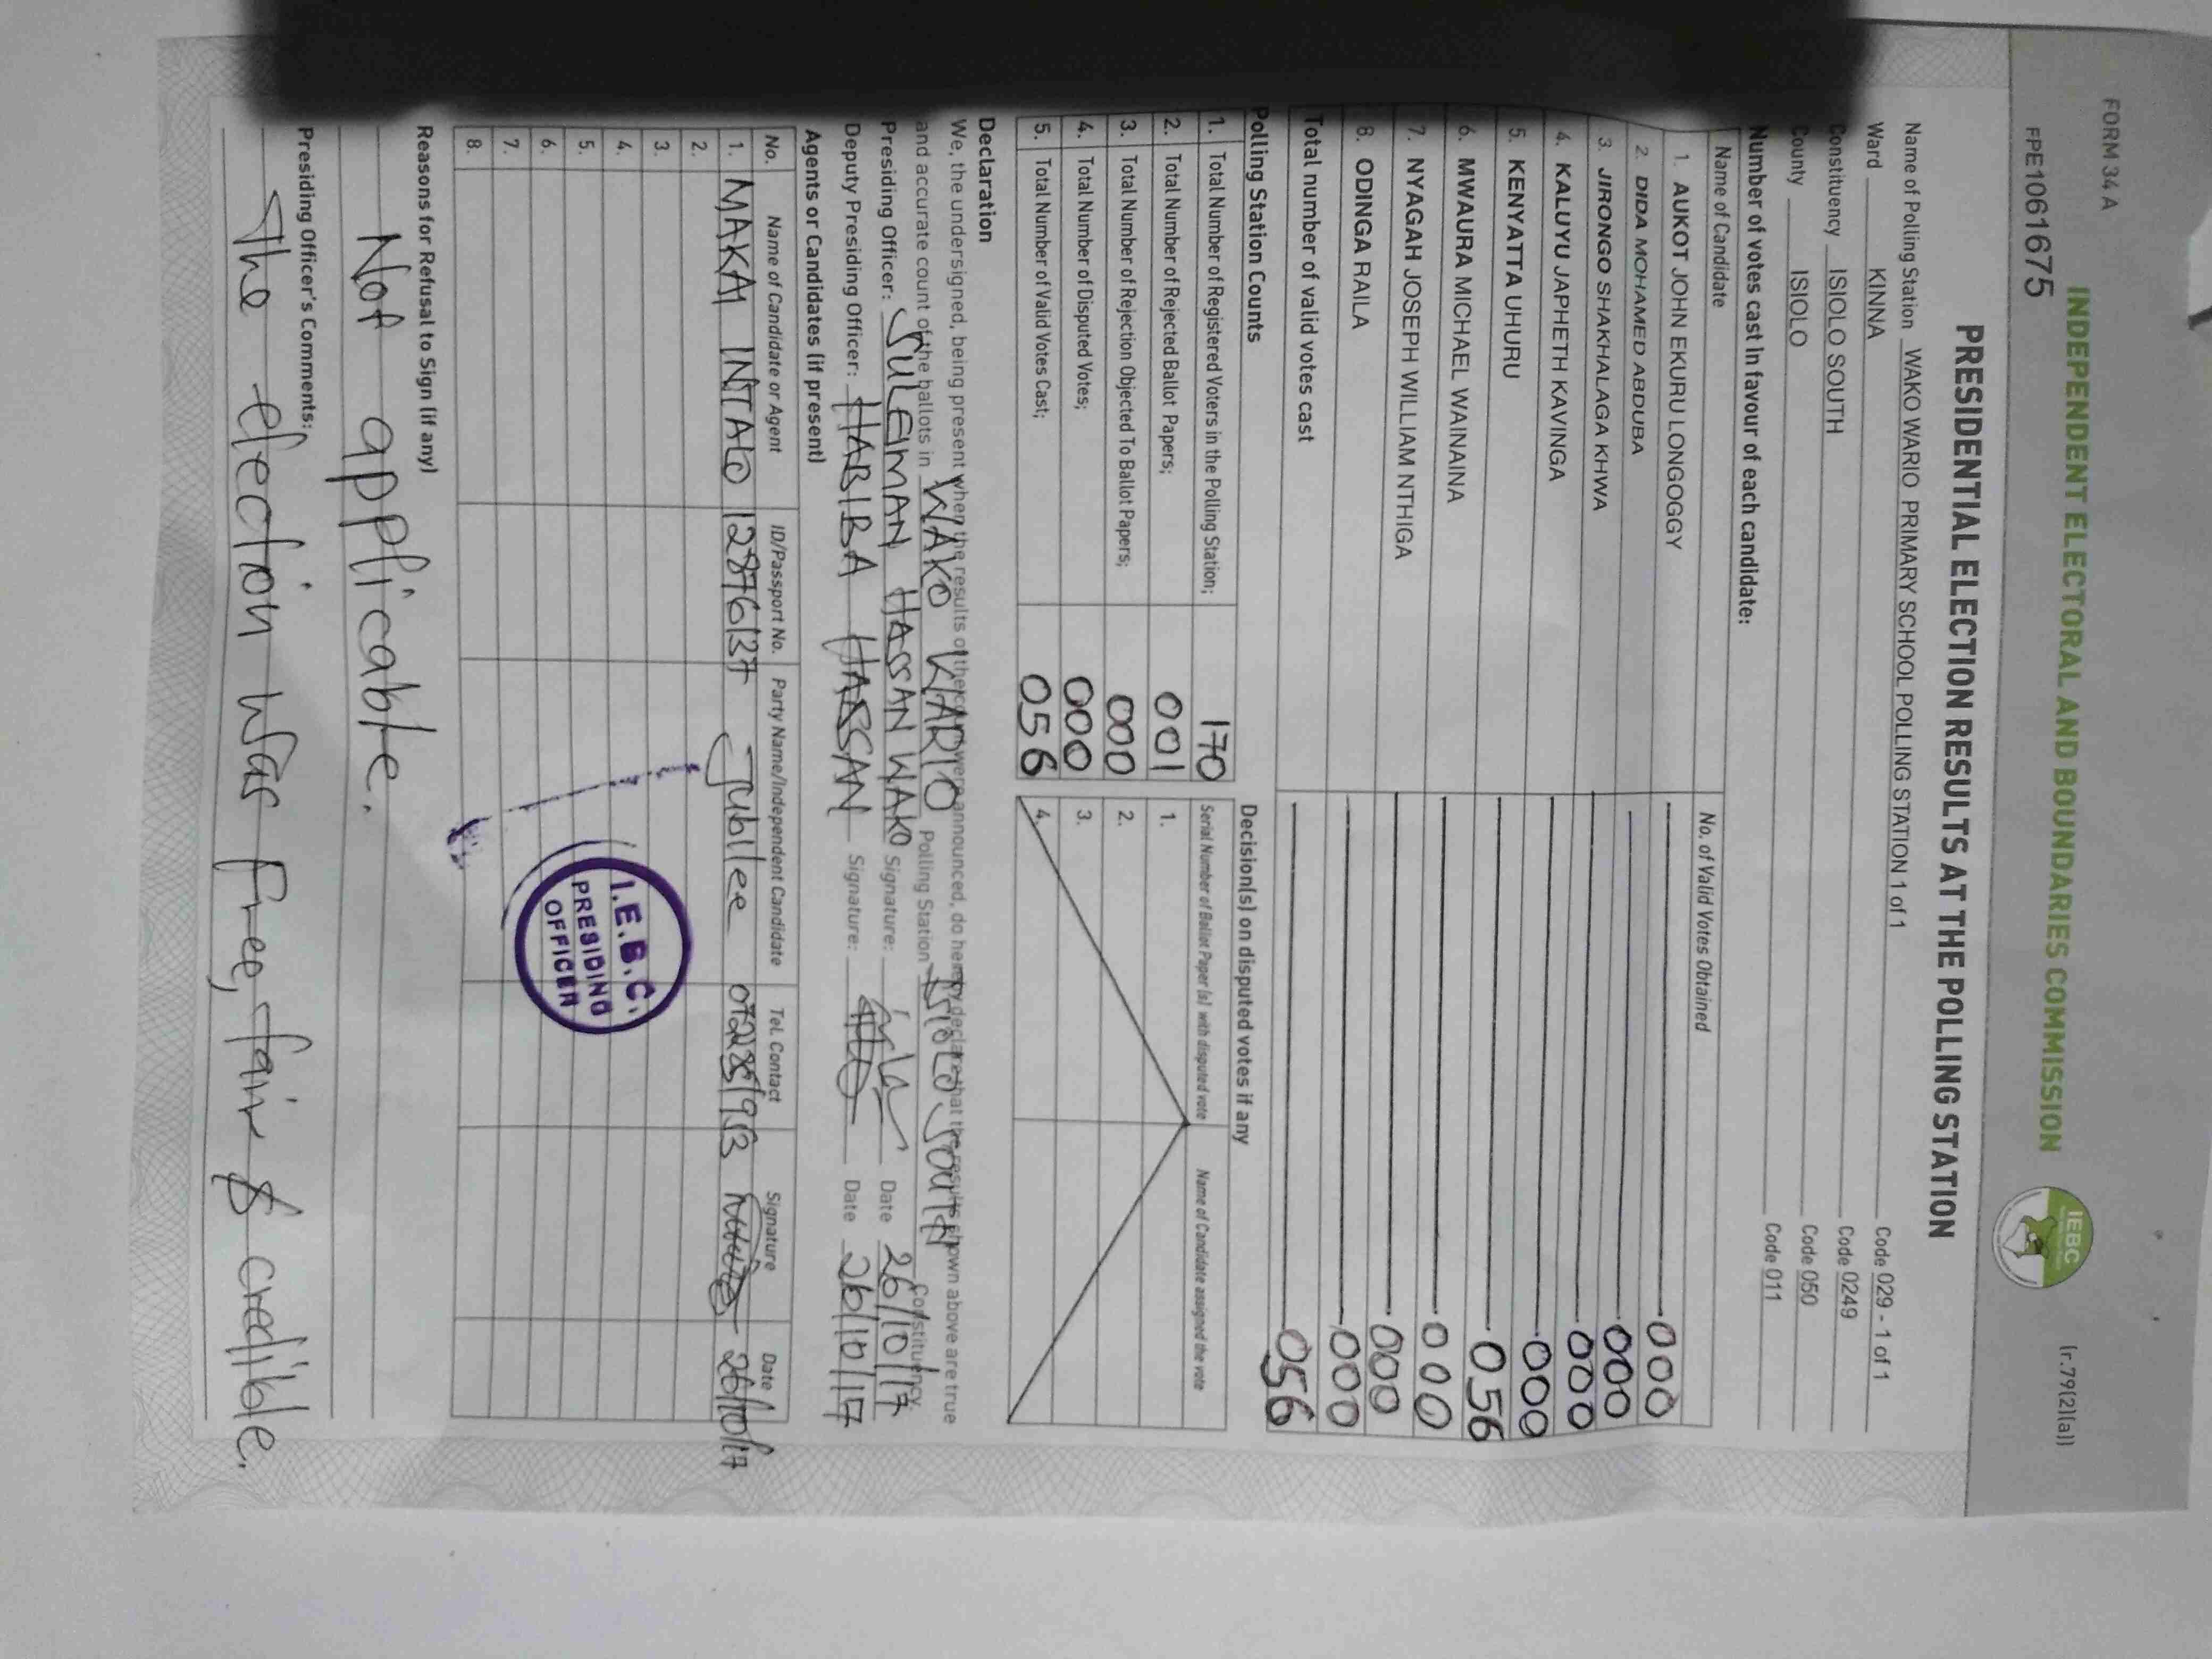 FORM 34 A
(r.79(2)(a))
INDEPENDENT ELECTORAL AND BOUNDARIES COMMISSION
IEBC
FPE1061675
PRESIDENTIAL ELECTION RESULTS AT THE POLLING STATION
Name of Polling Station WAKO WARIO PRIMARY SCHOOL POLLING STATION 1 of 1 Code 029 - 1 of 1
Ward KINNA Code 0249
Constituency ISIOLO SOUTH Code 050
County ISIOLO Code 011
Number of votes cast in favour of each candidate:
Name of Candidate No. of Valid Votes Obtained
1. AUKOT JOHN EKURU LONGOGGY 000
2. DIDA MOHAMED ABDUBA 000
3. JIRONGO SHAKHALAGA KHWA 000
4. KALUYU JAPHETH KAVINGA 000
5. KENYATTA UHURU 056
6. MWAURA MICHAEL WAINAINA 000
7. NYAGAH JOSEPH WILLIAM NTHIGA 000
8. ODINGA RAILA 000
Total number of valid votes cast 056
Polling Station Counts
1. Total Number of Registered Voters in the Polling Station; 170
2. Total Number of Rejected Ballot Papers; 001
3. Total Number of Rejection Objected To Ballot Papers; 000
4. Total Number of Disputed Votes; 000
5. Total Number of Valid Votes Cast; 056
Decision(s) on disputed votes if any
Serial Number of Ballot Paper (s) with disputed vote Name of Candidate assigned the vote
1.
2.
3.
4.
Declaration
We, the undersigned, being present when the results of the count were announced, do hereby declare that the results shown above are true
and accurate count of the ballots in WAKO WARIO Polling Station ISIOLO SOUTH Constituency.
Presiding Officer: SULEIMAN HASSAN WAKO Signature: Date 26/10/17
Deputy Presiding Officer: HABIBA HASSAN Signature: Date 26/10/17
Agents or Candidates (if present)
No. Name of Candidate or Agent ID/Passport No. Party Name/Independent Candidate Tel. Contact Signature Date
1. MAKAI INTALO 12876137 Jubilee 26/10/17
2.
3.
4.
5.
6.
7.
8.
I.E.B.C.
PRESIDING
OFFICER
Reasons for Refusal to Sign (if any)
Not applicable.
Presiding Officer's Comments:
The election was free, fair & credible.